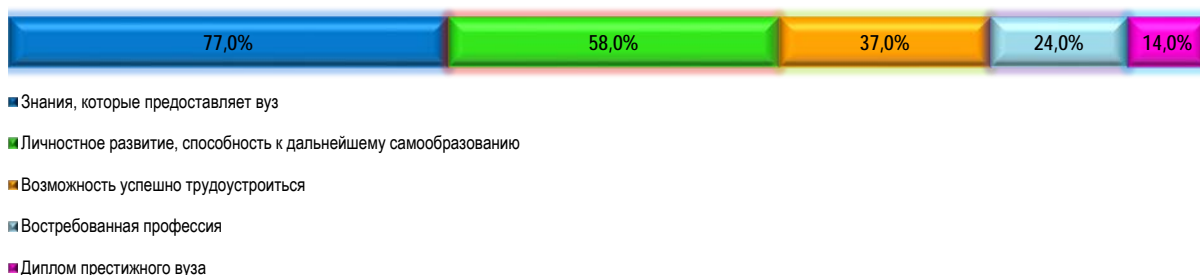 77,0% 58,0% 37,0% 24,0% 14,0%
Знания, которые предоставляет вуз
Личностное развитие, способность к дальнейшему самообразованию
Возможность успешно трудоустроиться
Востребованная профессия
Диплом престижного вуза